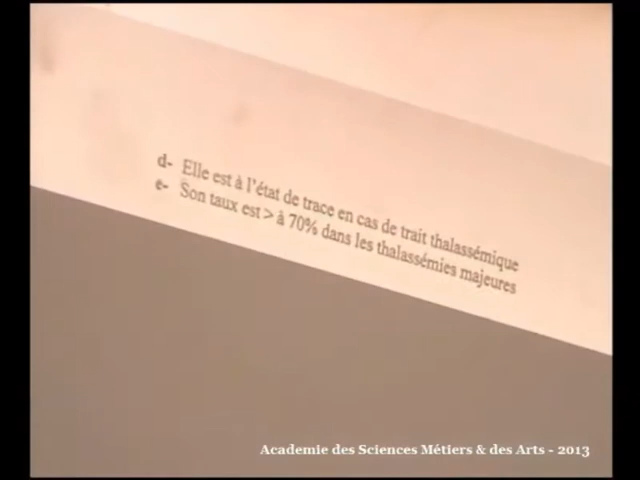 d- Elle est à l'état de trace en cas de trait thalassémique
e- Son taux est > à 70% dans les thalassémies majeures
Academie des Sciences Métiers & des Arts - 2013